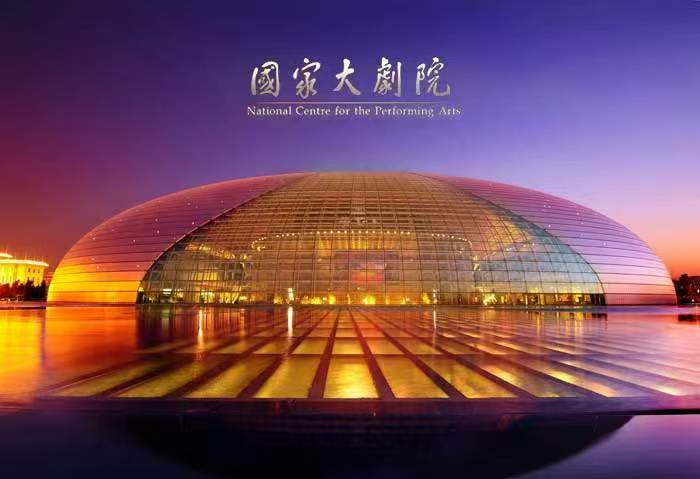 國家大劇院
National Centre for the Performing Arts